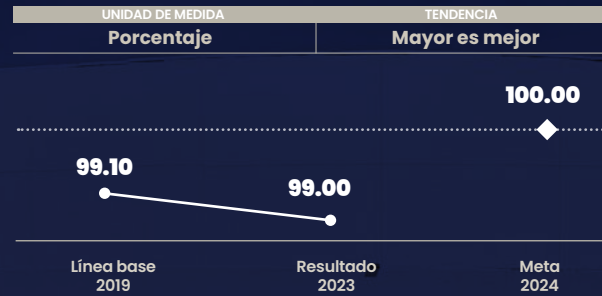 UNIDAD DE MEDIDA
TENDENCIA
Porcentaje
Mayor es mejor
100.00
99.10
99.00
Línea base
2019
Resultado
2023
Meta
2024